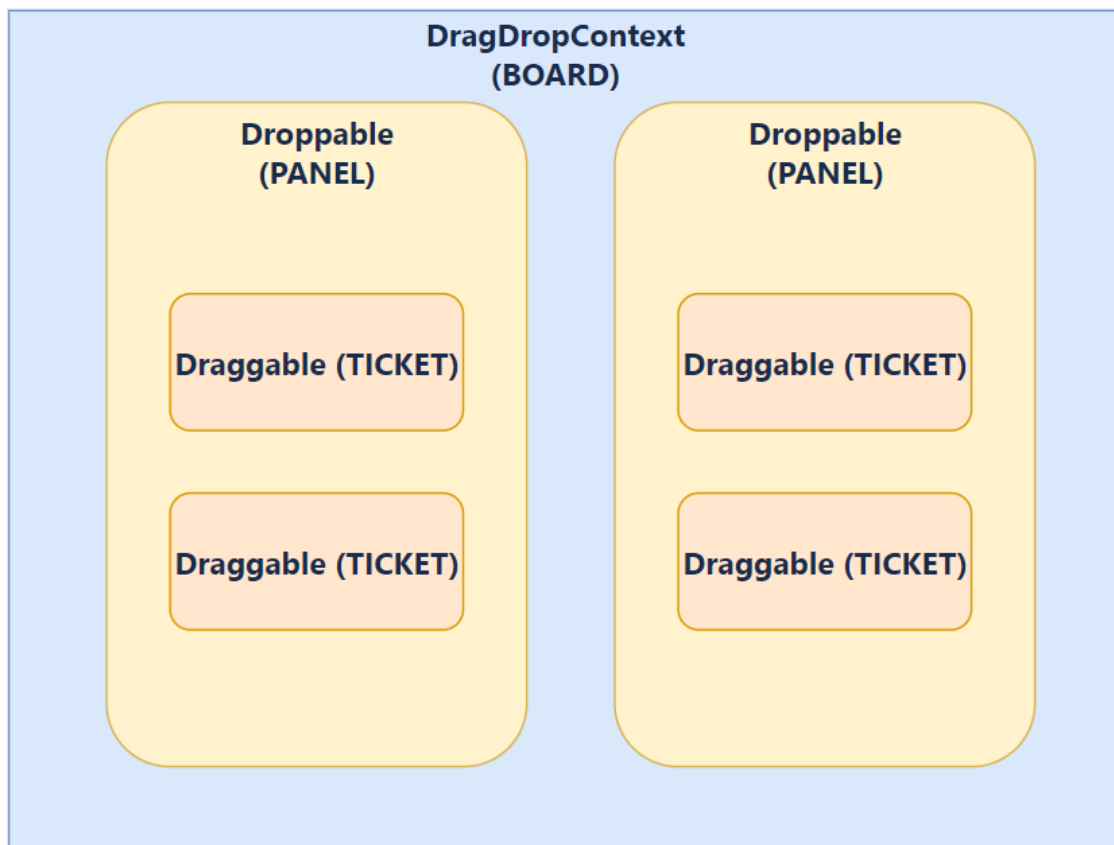 DragDropContext
(BOARD)
Droppable
(PANEL)
Draggable (TICKET)
Draggable (TICKET)
Droppable
(PANEL)
Draggable (TICKET)
Draggable (TICKET)